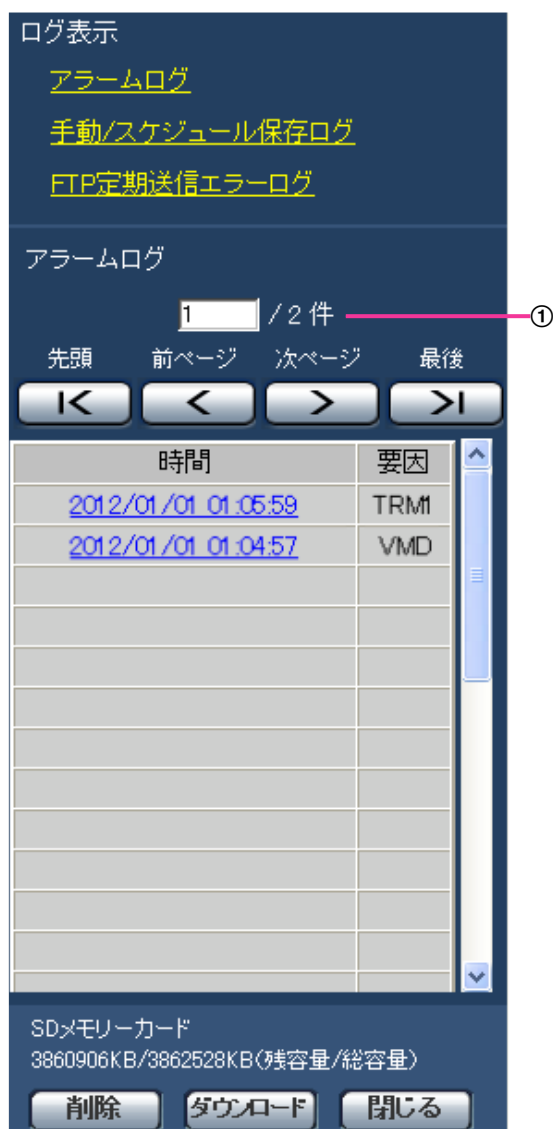 ログ表示
アラームログ
手動/スケジュール保存ログ
FTP定期送信エラーログ
アラームログ
1 / 2 件 ①
先頭 前ページ 次ページ 最後
時間 要因
2012/01/01 01:05:59 TRM1
2012/01/01 01:04:57 VMD
SDメモリーカード
3860906KB/3862528KB(残容量/総容量)
削除 ダウンロード 閉じる